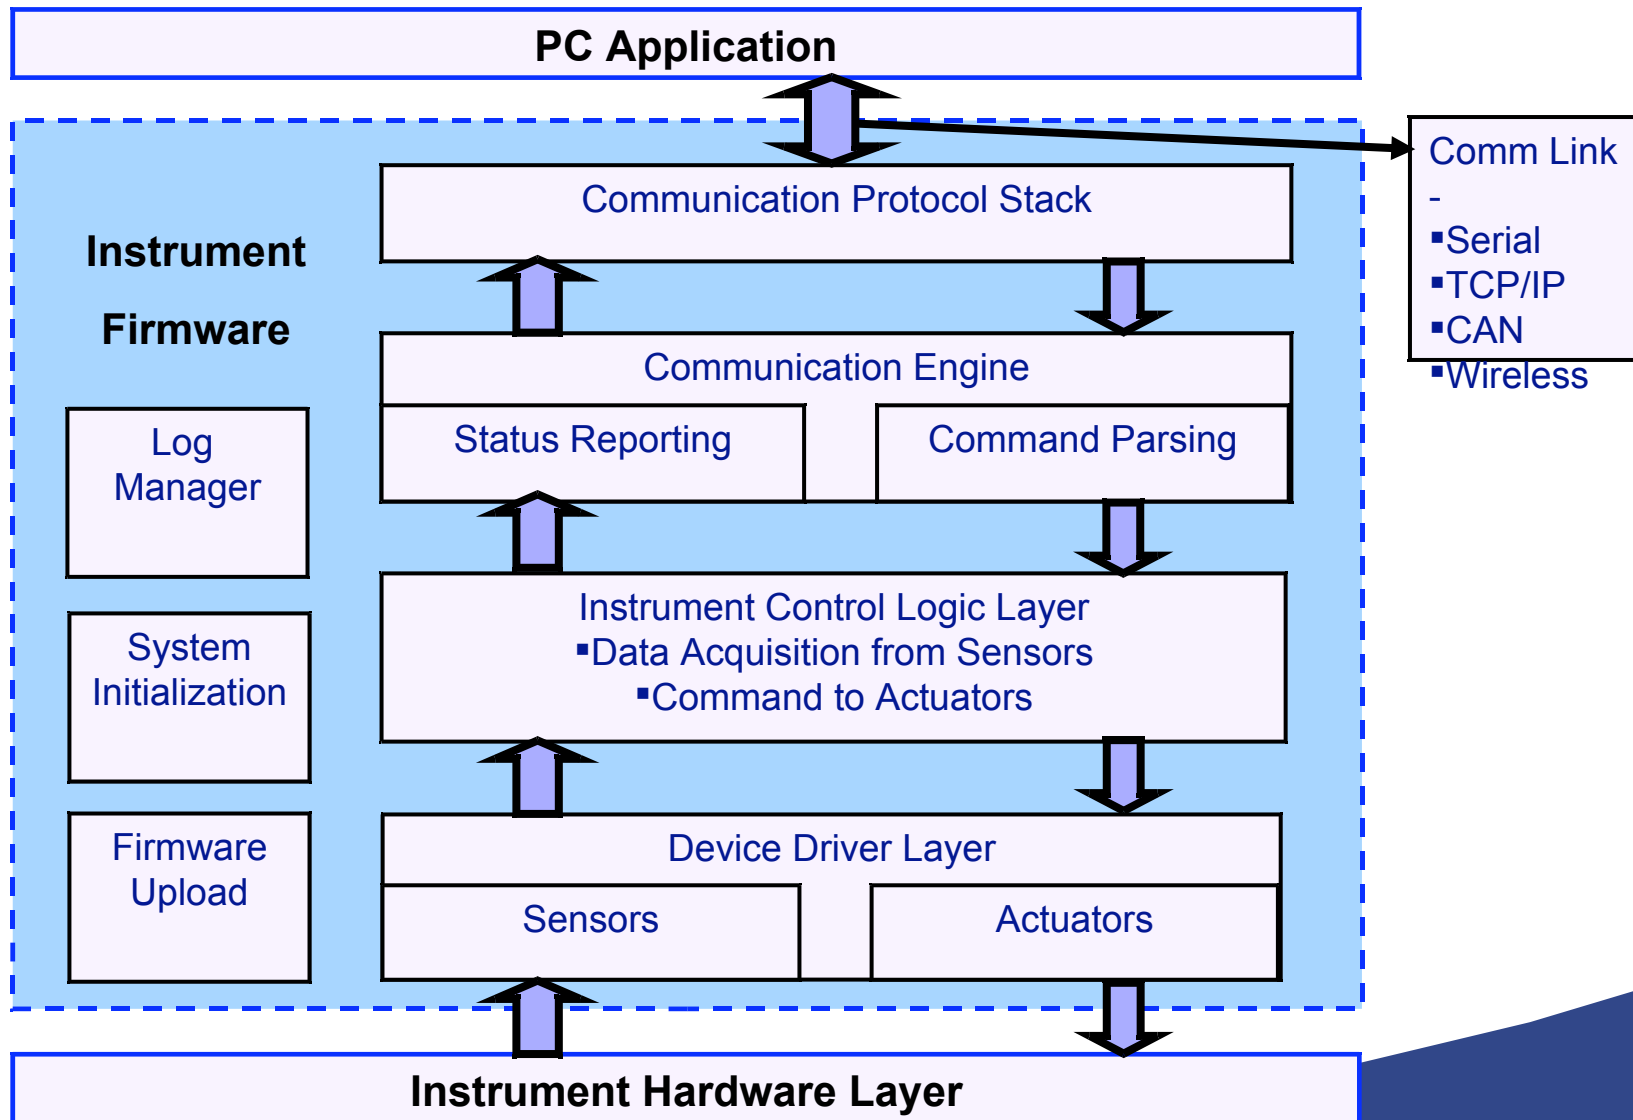 PC Application
Comm Link
-
▪Serial
▪TCP/IP
▪CAN
▪Wireless
Instrument
Firmware
Communication Protocol Stack
Communication Engine
Status Reporting
Command Parsing
Log
Manager
Instrument Control Logic Layer
▪Data Acquisition from Sensors
▪Command to Actuators
System
Initialization
Device Driver Layer
Sensors
Actuators
Firmware
Upload
Instrument Hardware Layer